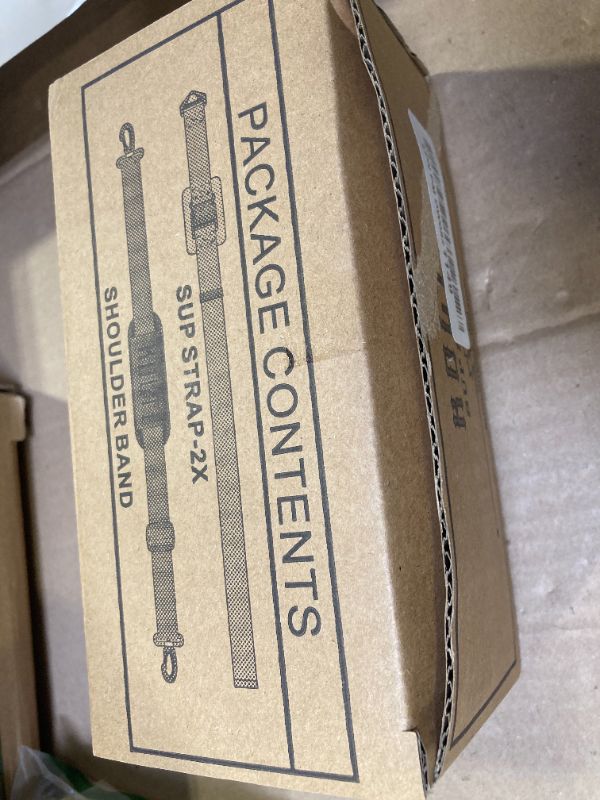 PACKAGE CONTENTS
SUP STRAP-2X
SHOULDER BAND